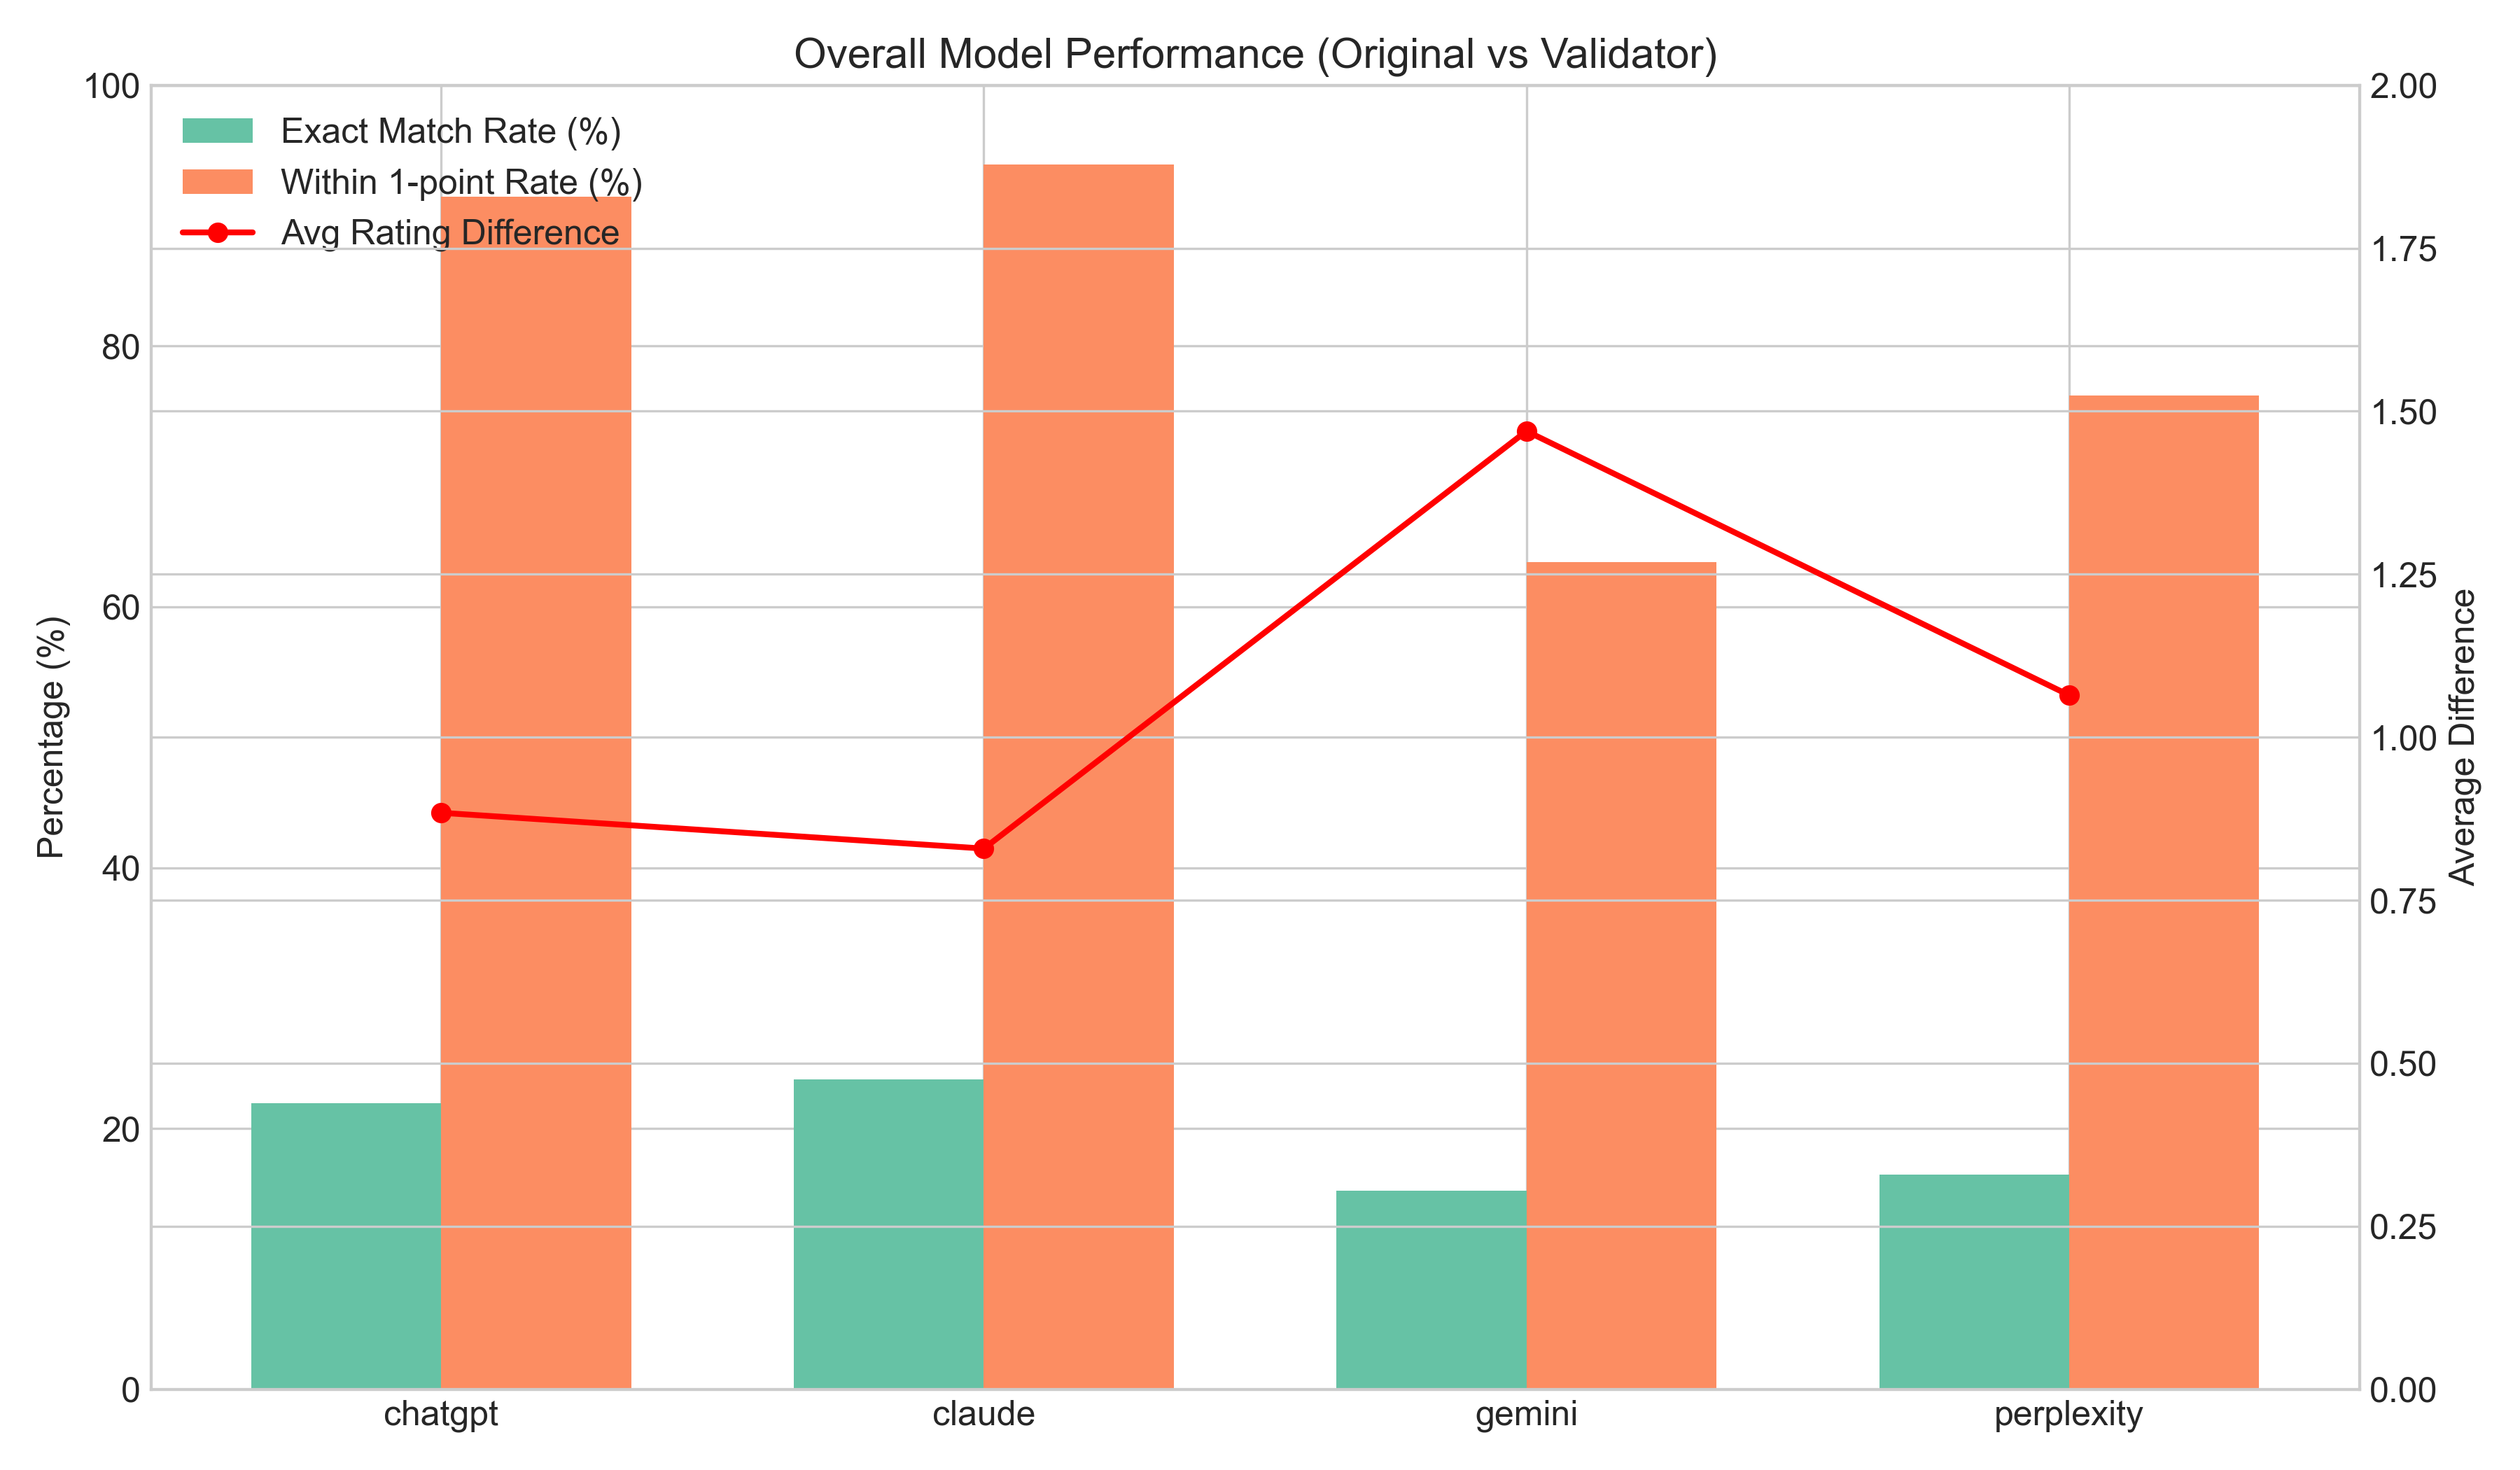 Overall Model Performance (Original vs Validator)
Exact Match Rate (%)
Within 1-point Rate (%)
Avg Rating Difference
Percentage (%)
100
80
60
40
20
0
2.00
1.75
1.50
1.25
1.00
0.75
0.50
0.25
0.00
Average Difference
chatgpt
claude
gemini
perplexity